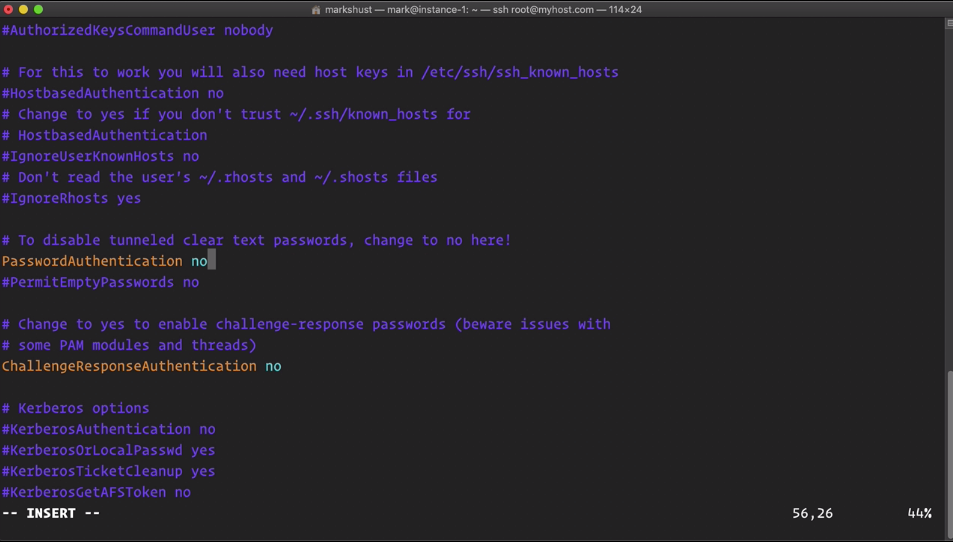 markshust — mark@instance-1: ~ — ssh root@myhost.com — 114×24
#AuthorizedKeysCommandUser nobody
# For this to work you will also need host keys in /etc/ssh/ssh_known_hosts
#HostbasedAuthentication no
# Change to yes if you don't trust ~/.ssh/known_hosts for
# HostbasedAuthentication
#IgnoreUserKnownHosts no
# Don't read the user's ~/.rhosts and ~/.shosts files
#IgnoreRhosts yes
# To disable tunneled clear text passwords, change to no here!
PasswordAuthentication no
#PermitEmptyPasswords no
# Change to yes to enable challenge-response passwords (beware issues with
# some PAM modules and threads)
ChallengeResponseAuthentication no
# Kerberos options
#KerberosAuthentication no
#KerberosOrLocalPasswd yes
#KerberosTicketCleanup yes
#KerberosGetAFSToken no
-- INSERT -- 56,26 44%